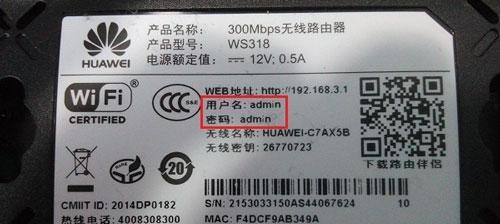 产品名称: 300Mbps无线路由器
产品型号: WS318
电源额定值: ⎓ 12V; 0.5A
HUAWEI
WEB地址: http://192.168.3.1
用户名: admin
密码: admin
无线名称: HUAWEI-C7AX5B
无线密钥: 26770723
WiFi
CERTIFIED
CCC
S&E
下载路由伴侣
20
CMIIT ID: 2014DP0182
热线电话: 4008308300
S/N: 2153033150AS44067624 10
MAC: F4DCF9AB349A